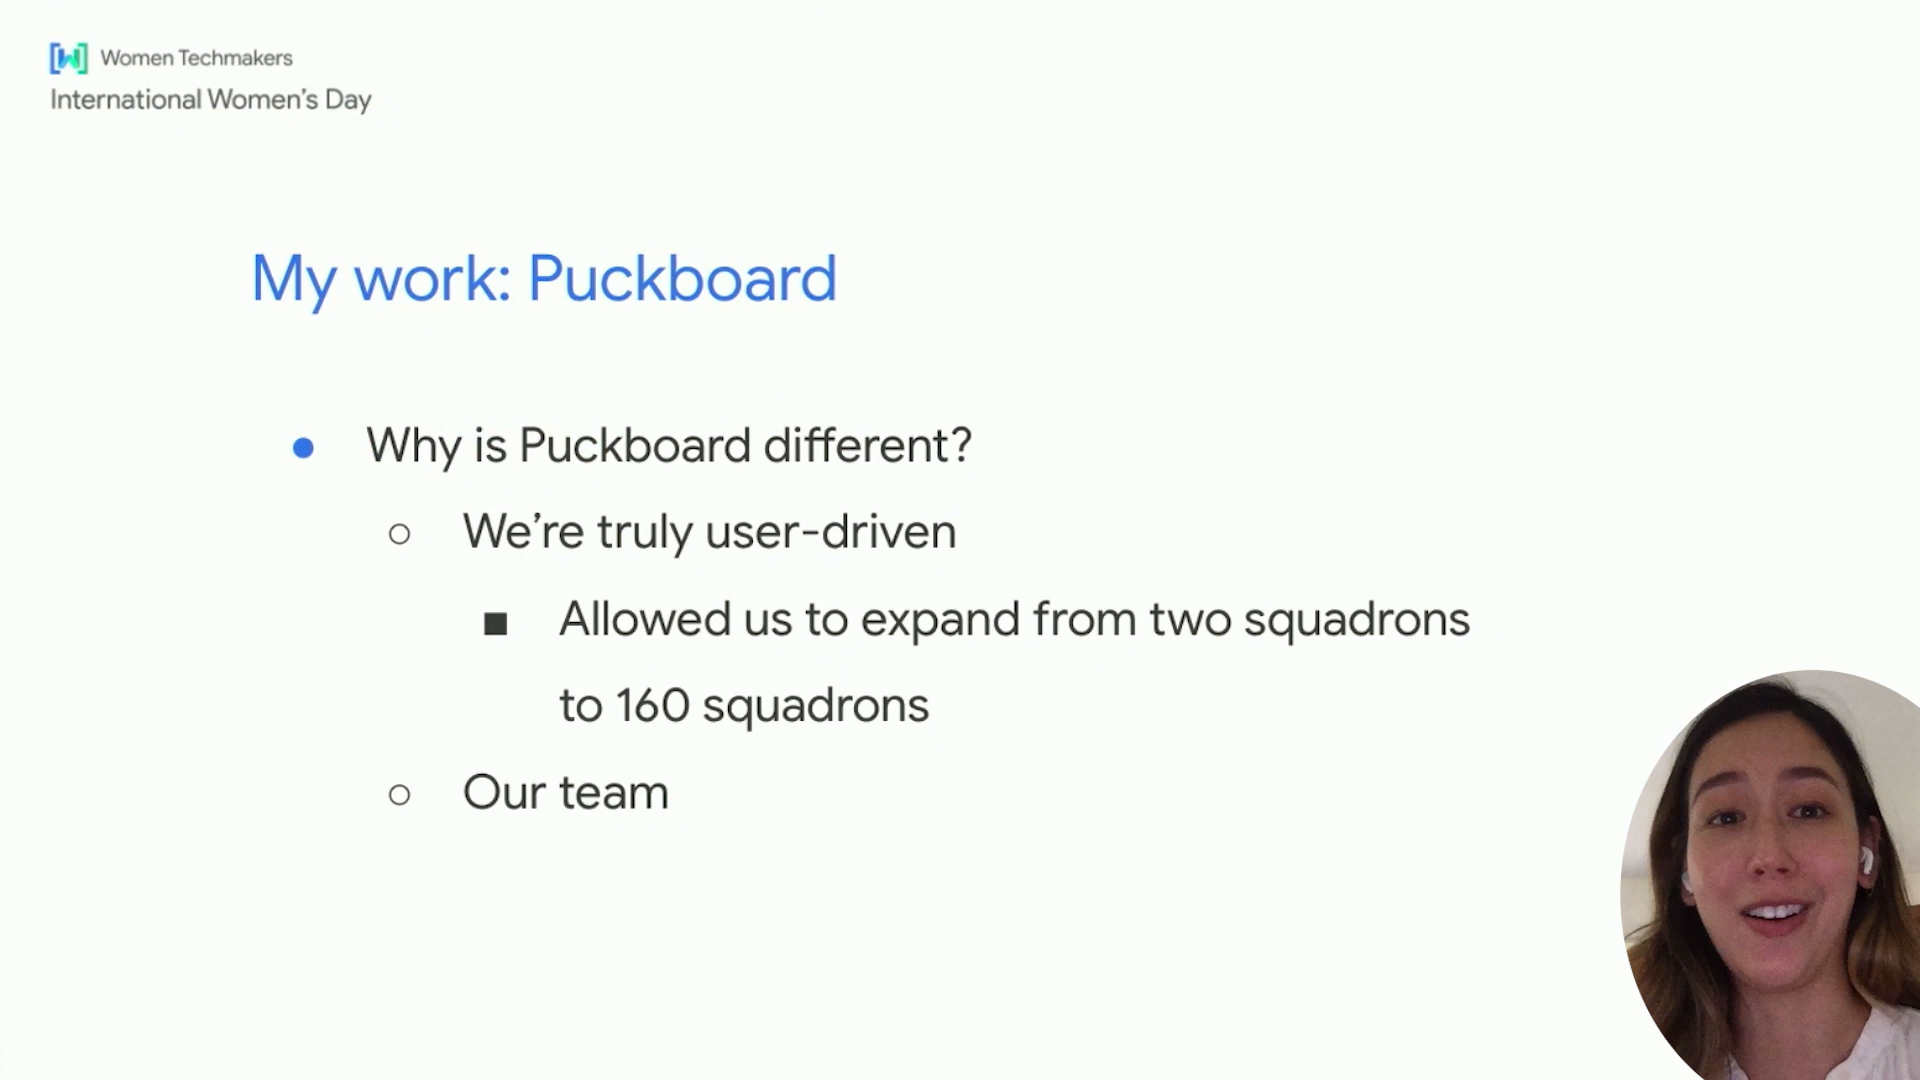 Women Techmakers
International Women’s Day
My work: Puckboard
● Why is Puckboard different?
○ We’re truly user-driven
■ Allowed us to expand from two squadrons
to 160 squadrons
○ Our team